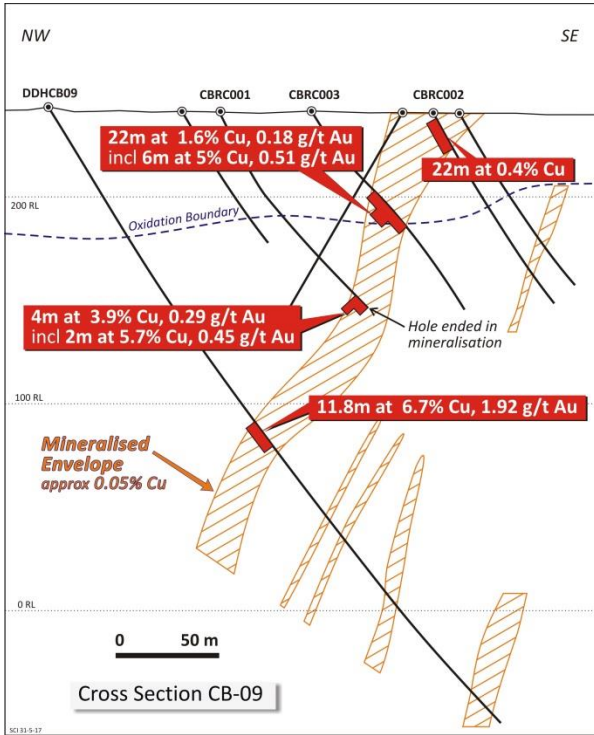 NW
SE
DDHCB09
CBRC001
CBRC003
CBRC002
22m at 1.6% Cu, 0.18 g/t Au
incl 6m at 5% Cu, 0.51 g/t Au
22m at 0.4% Cu
200 RL
Oxidation Boundary
4m at 3.9% Cu, 0.29 g/t Au
incl 2m at 5.7% Cu, 0.45 g/t Au
Hole ended in
mineralisation
100 RL
11.8m at 6.7% Cu, 1.92 g/t Au
Mineralised
Envelope
approx 0.05% Cu
0 RL
0 50 m
Cross Section CB-09
SCI 31-5-17